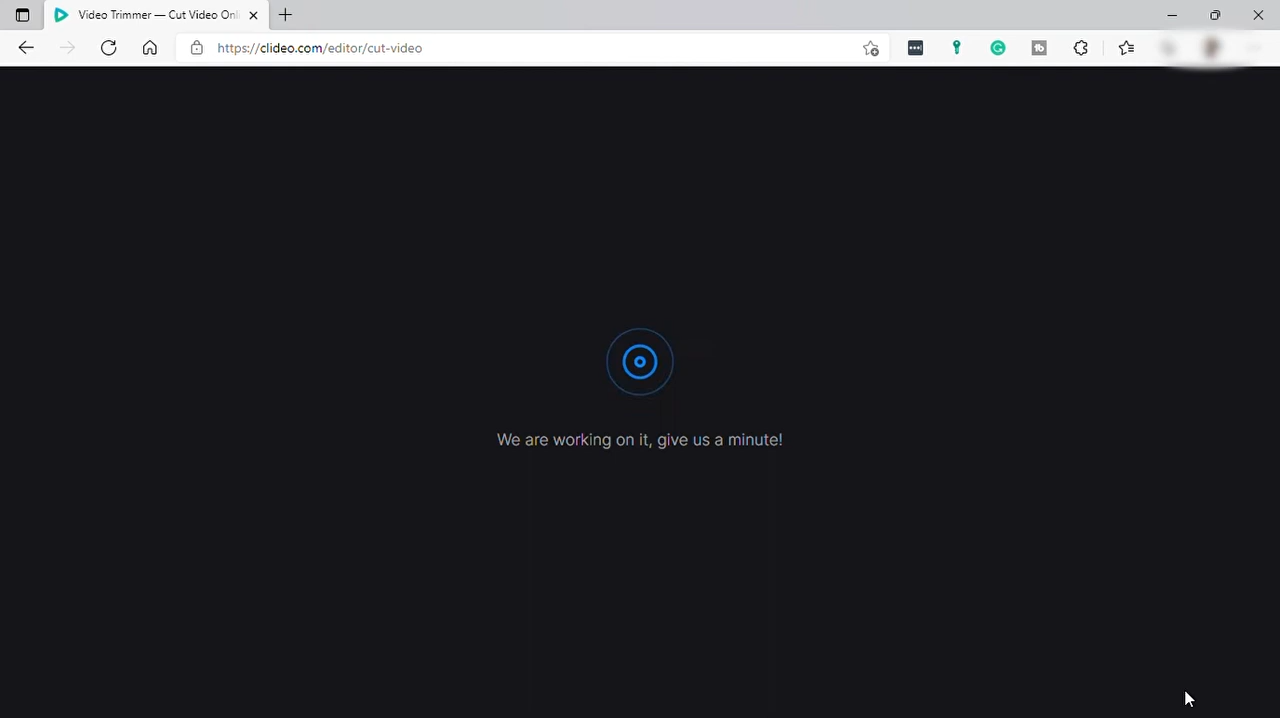 Video Trimmer — Cut Video Onl
https://clideo.com/editor/cut-video
We are working on it, give us a minute!